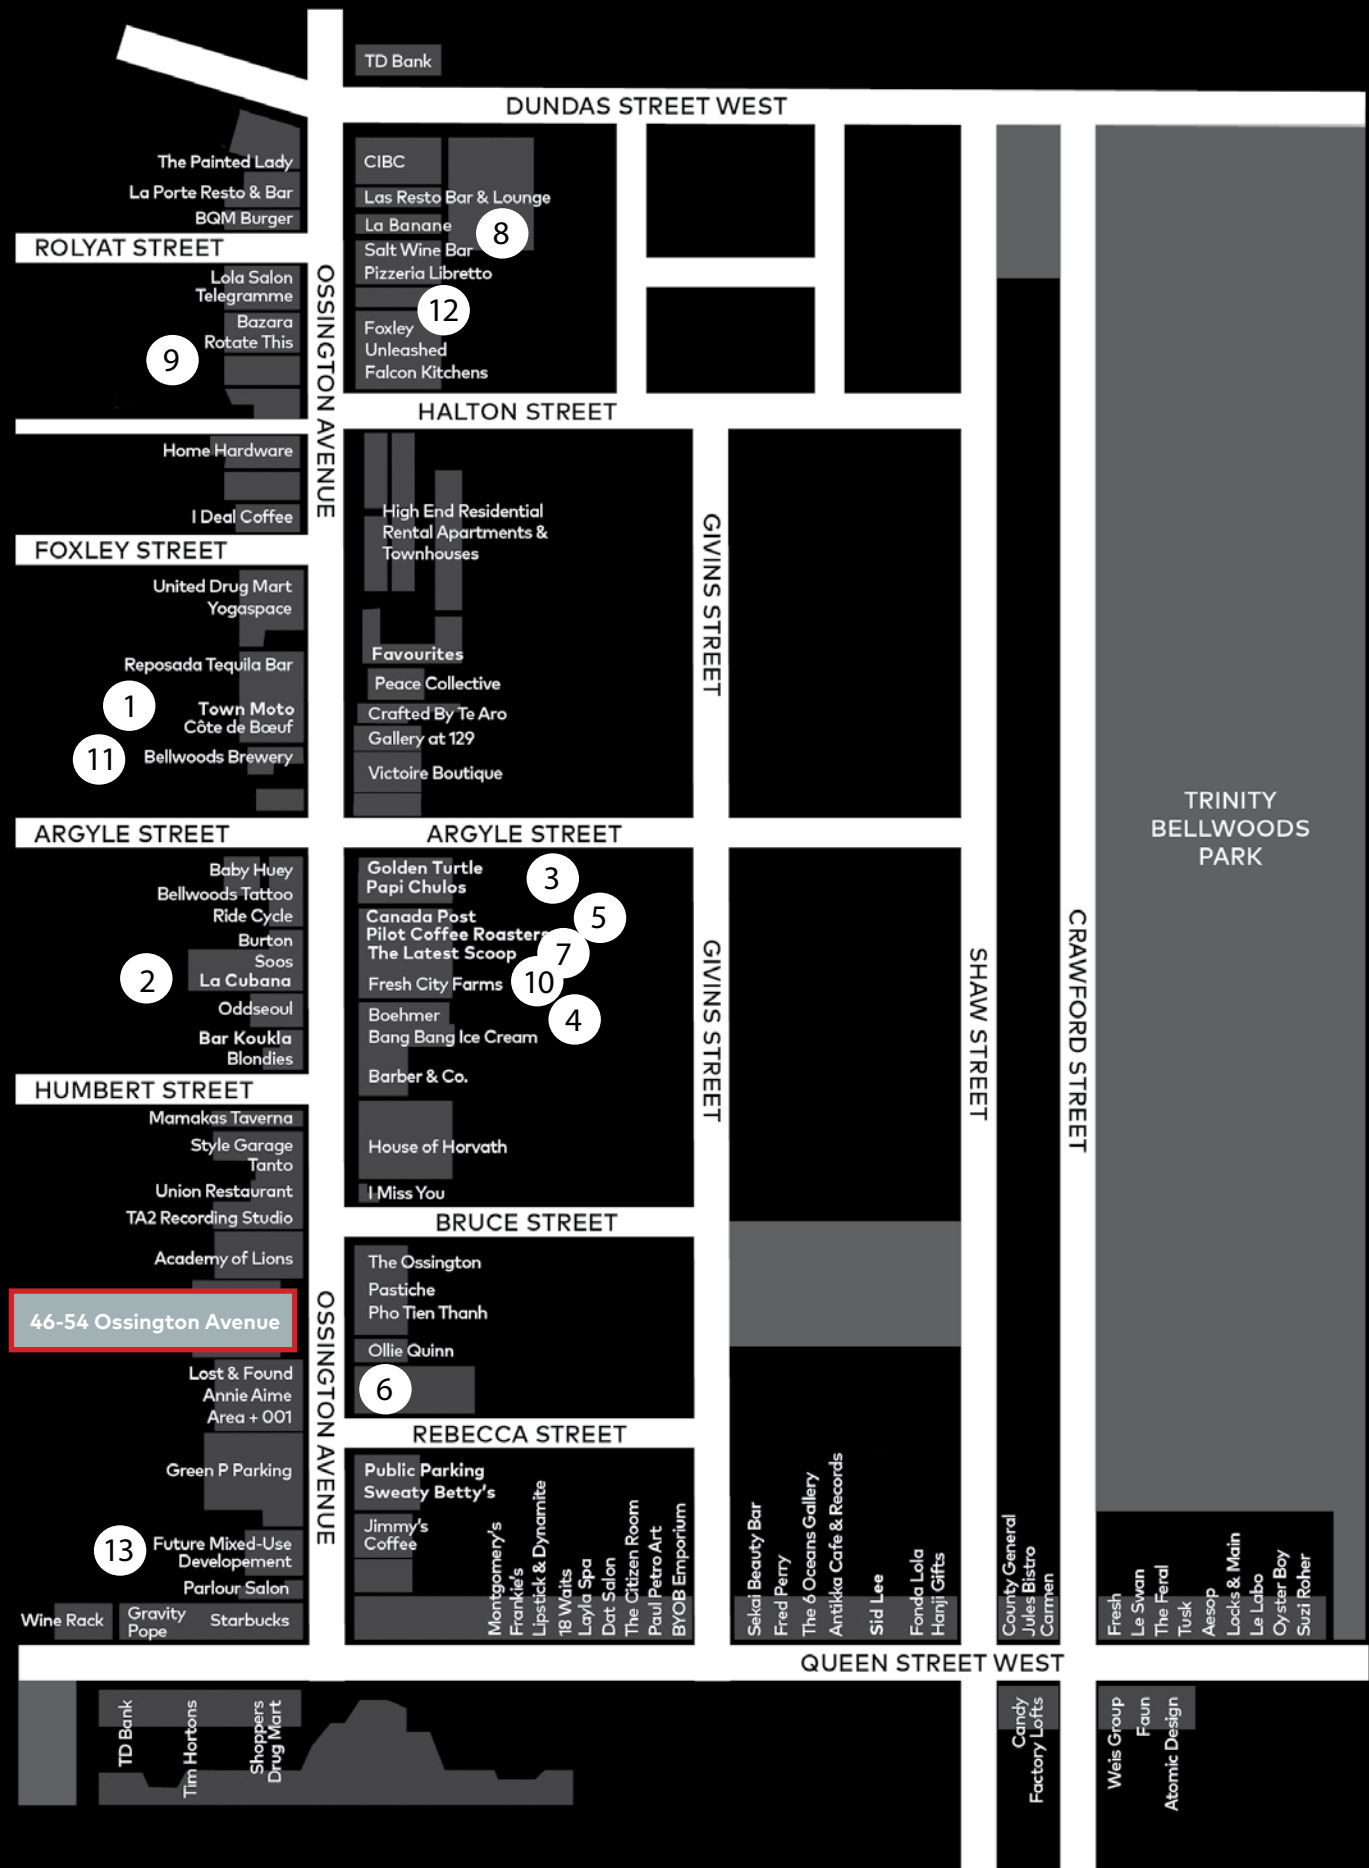 TD Bank
DUNDAS STREET WEST
The Painted Lady
La Porte Resto & Bar
BQM Burger
ROLYAT STREET
Lola Salon
Telegramme
Bazara
Rotate This
9
Home Hardware
I Deal Coffee
FOXLEY STREET
United Drug Mart
Yogaspace
Reposada Tequila Bar
1
Town Moto
Côte de Bœuf
11
Bellwoods Brewery
ARGYLE STREET
Baby Huey
Bellwoods Tattoo
Ride Cycle
Burton
Soos
2
La Cubana
Oddseoul
Bar Koukla
Blondies
HUMBERT STREET
Mamakas Taverna
Style Garage
Tanto
Union Restaurant
TA2 Recording Studio
Academy of Lions
46-54 Ossington Avenue
Lost & Found
Annie Aime
Area + 001
Green P Parking
13
Future Mixed-Use
Developement
Parlour Salon
Wine Rack
Gravity
Pope
Starbucks
OSSINGTON AVENUE
OSSINGTON AVENUE
CIBC
Las Resto Bar & Lounge
La Banane
8
Salt Wine Bar
Pizzeria Libretto
12
Foxley
Unleashed
Falcon Kitchens
HALTON STREET
High End Residential
Rental Apartments &
Townhouses
Favourites
Peace Collective
Crafted By Te Aro
Gallery at 129
Victoire Boutique
ARGYLE STREET
Golden Turtle
Papi Chulos
3
Canada Post
5
Pilot Coffee Roasters
The Latest Scoop
7
Fresh City Farms
10
Boehmer
4
Bang Bang Ice Cream
Barber & Co.
House of Horvath
I Miss You
BRUCE STREET
The Ossington
Pastiche
Pho Tien Thanh
Ollie Quinn
6
REBECCA STREET
Public Parking
Sweaty Betty's
Jimmy's
Coffee
Montgomery's
Frankie's
Lipstick & Dynamite
18 Waits
Layla Spa
Dat Salon
The Citizen Room
Paul Petro Art
BYOB Emporium
GIVINS STREET
GIVINS STREET
Sekai Beauty Bar
Fred Perry
The 6 Oceans Gallery
Antikka Cafe & Records
Sid Lee
Fonda Lola
Hanji Gifts
SHAW STREET
County General
Jules Bistro
Carmen
CRAWFORD STREET
TRINITY
BELLWOODS
PARK
Fresh
Le Swan
The Feral
Tusk
Aesop
Locks & Main
Le Labo
Oyster Boy
Suzi Roher
QUEEN STREET WEST
TD Bank
Tim Hortons
Shoppers
Drug Mart
Candy
Factory Lofts
Weis Group
Faun
Atomic Design